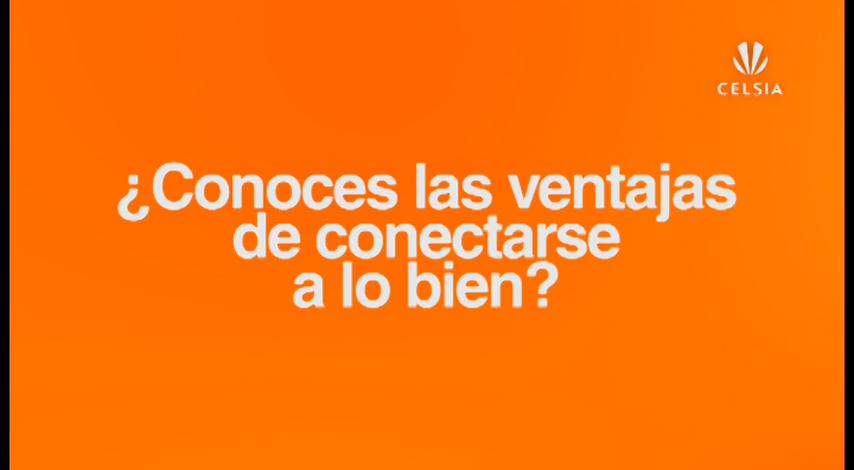 CELSIA
¿Conoces las ventajas
de conectarse
a lo bien?